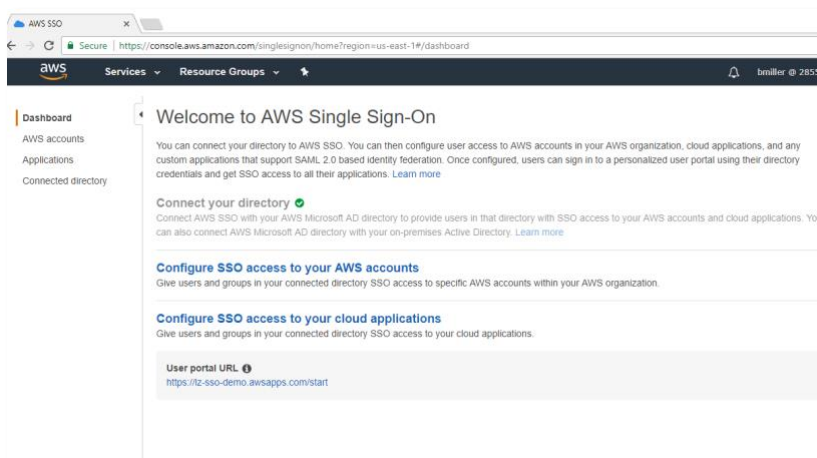 AWS SSO
Secure https://console.aws.amazon.com/singlesignon/home?region=us-east-1#/dashboard
aws Services Resource Groups bmiller @ 2855
Dashboard
AWS accounts
Applications
Connected directory
Welcome to AWS Single Sign-On
You can connect your directory to AWS SSO. You can then configure user access to AWS accounts in your AWS organization, cloud applications, and any
custom applications that support SAML 2.0 based identity federation. Once configured, users can sign in to a personalized user portal using their directory
credentials and get SSO access to all their applications. Learn more
Connect your directory
Connect AWS SSO with your AWS Microsoft AD directory to provide users in that directory with SSO access to your AWS accounts and cloud applications. Yo
can also connect AWS Microsoft AD directory with your on-premises Active Directory. Learn more
Configure SSO access to your AWS accounts
Give users and groups in your connected directory SSO access to specific AWS accounts within your AWS organization.
Configure SSO access to your cloud applications
Give users and groups in your connected directory SSO access to your cloud applications.
User portal URL
https://lz-sso-demo.awsapps.com/start